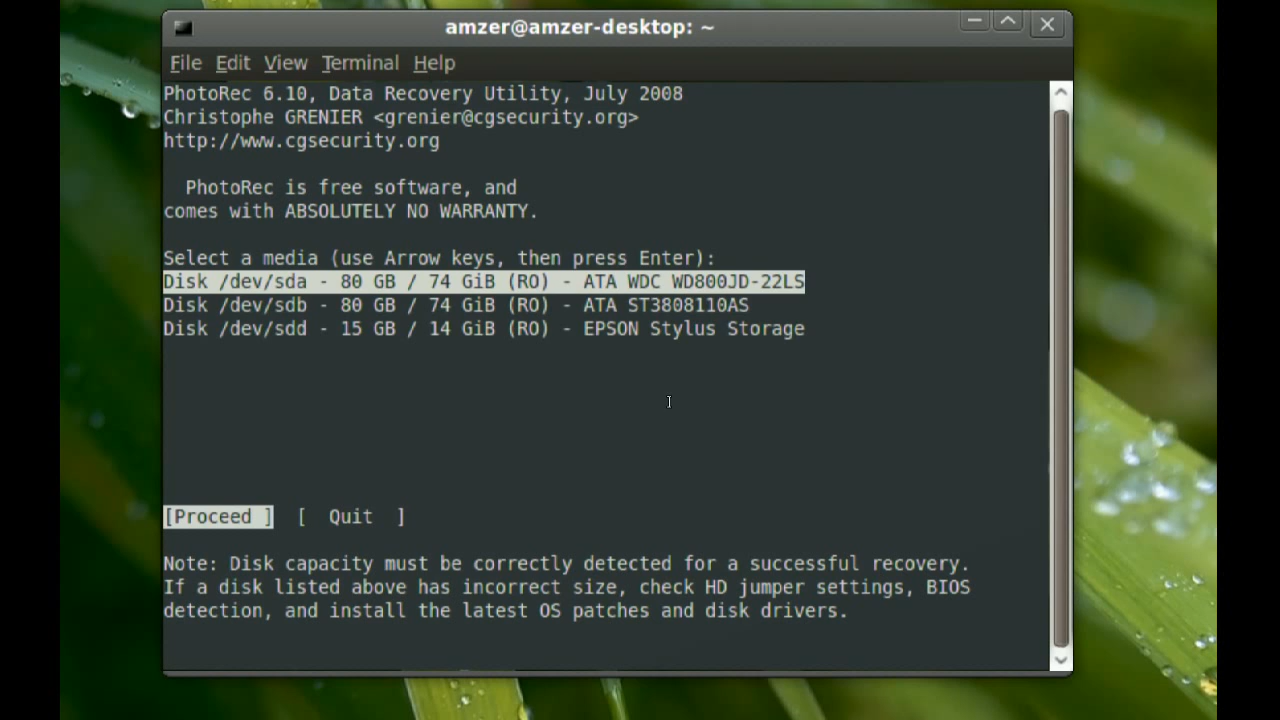 amzer@amzer-desktop: ~
File Edit View Terminal Help
PhotoRec 6.10, Data Recovery Utility, July 2008
Christophe GRENIER <grenier@cgsecurity.org>
http://www.cgsecurity.org
PhotoRec is free software, and
comes with ABSOLUTELY NO WARRANTY.
Select a media (use Arrow keys, then press Enter):
Disk /dev/sda - 80 GB / 74 GiB (RO) - ATA WDC WD800JD-22LS
Disk /dev/sdb - 80 GB / 74 GiB (RO) - ATA ST3808110AS
Disk /dev/sdd - 15 GB / 14 GiB (RO) - EPSON Stylus Storage
[Proceed ] [ Quit ]
Note: Disk capacity must be correctly detected for a successful recovery.
If a disk listed above has incorrect size, check HD jumper settings, BIOS
detection, and install the latest OS patches and disk drivers.